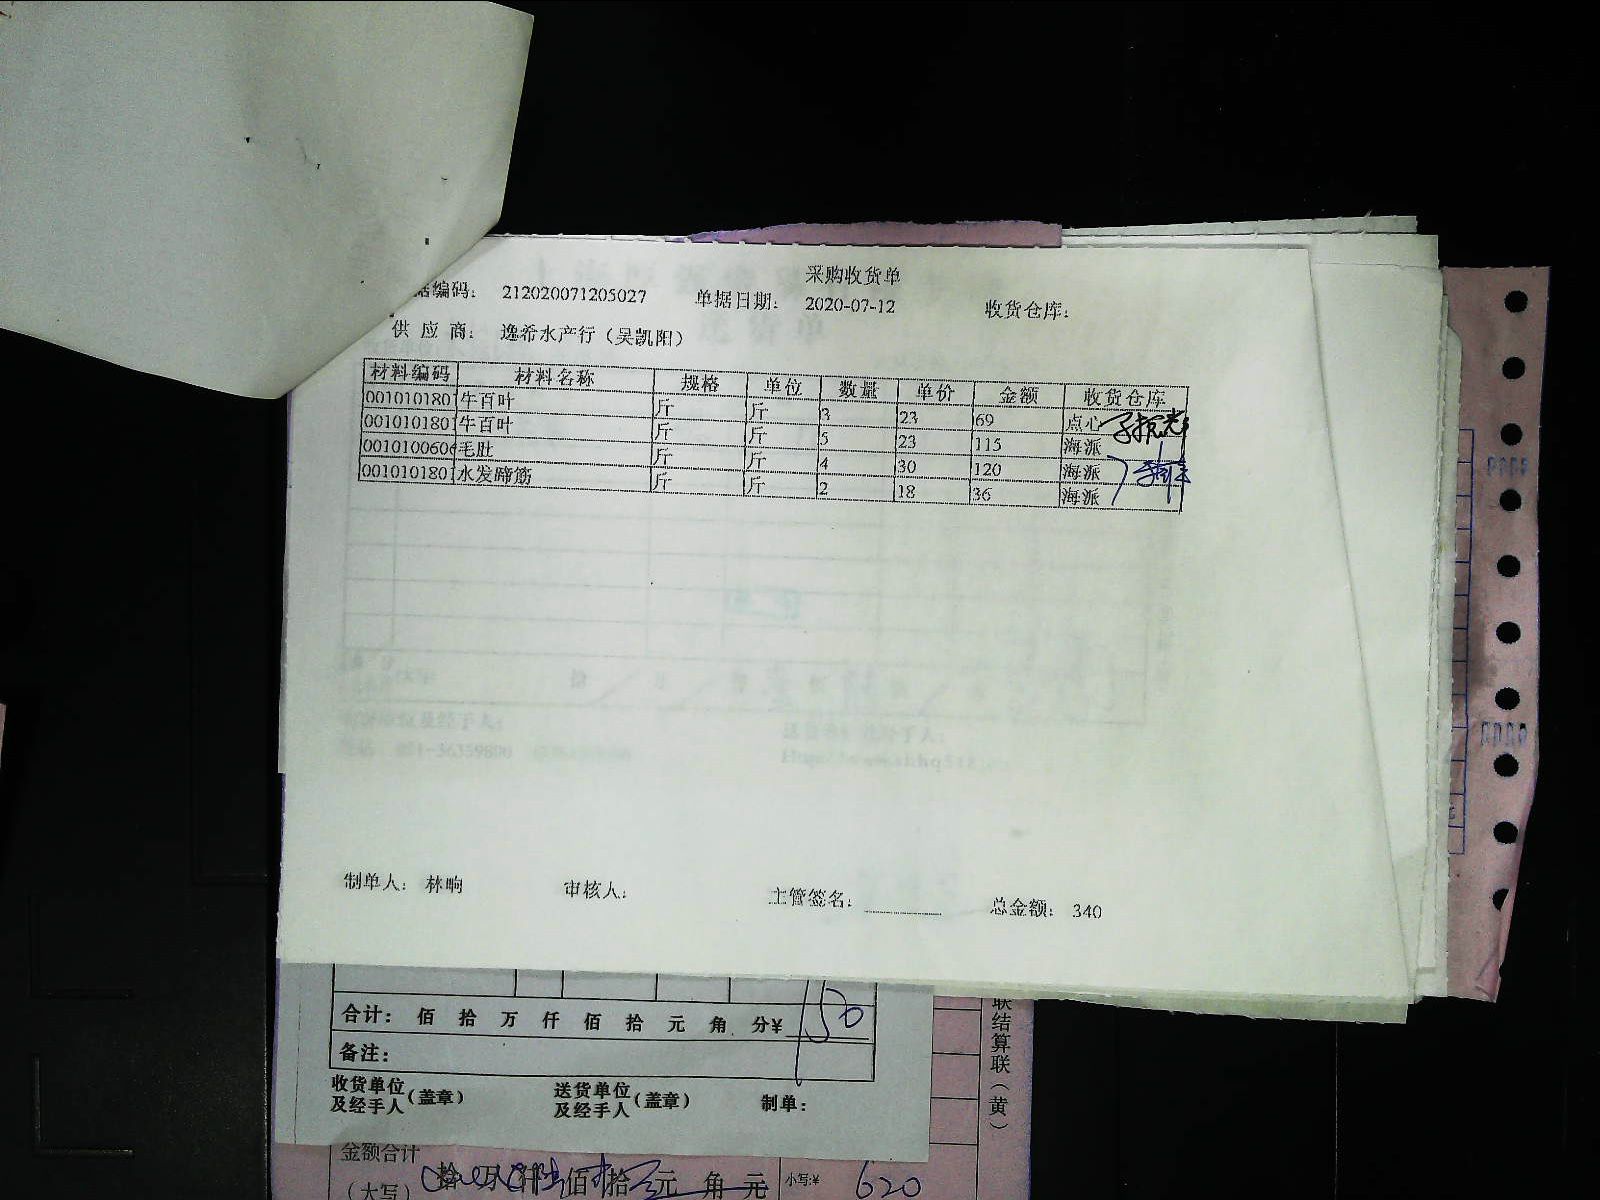 采购收货单
据编码: 212020071205027 单据日期: 2020-07-12 收货仓库:
供 应 商: 逸希水产行（吴凯阳）
材料编码 材料名称 规格 单位 数量 单价 金额 收货仓库
0010101801 牛百叶 斤 斤 3 23 69 点心
0010101801 牛百叶 斤 斤 5 23 115 海派
001010060 毛肚 斤 斤 4 30 120 海派
0010101801 水发蹄筋 斤 斤 2 18 36 海派
制单人: 林晌 审核人: 主管签名: 总金额: 340
合计: 佰 拾 万 仟 佰 拾 元 角 分¥ 150
备注:
收货单位及经手人(盖章) 送货单位及经手人(盖章) 制单:
联结算联（黄）
金额合计
（大写） 拾 万 仟 佰 拾 元 角 元 小写:¥ 620